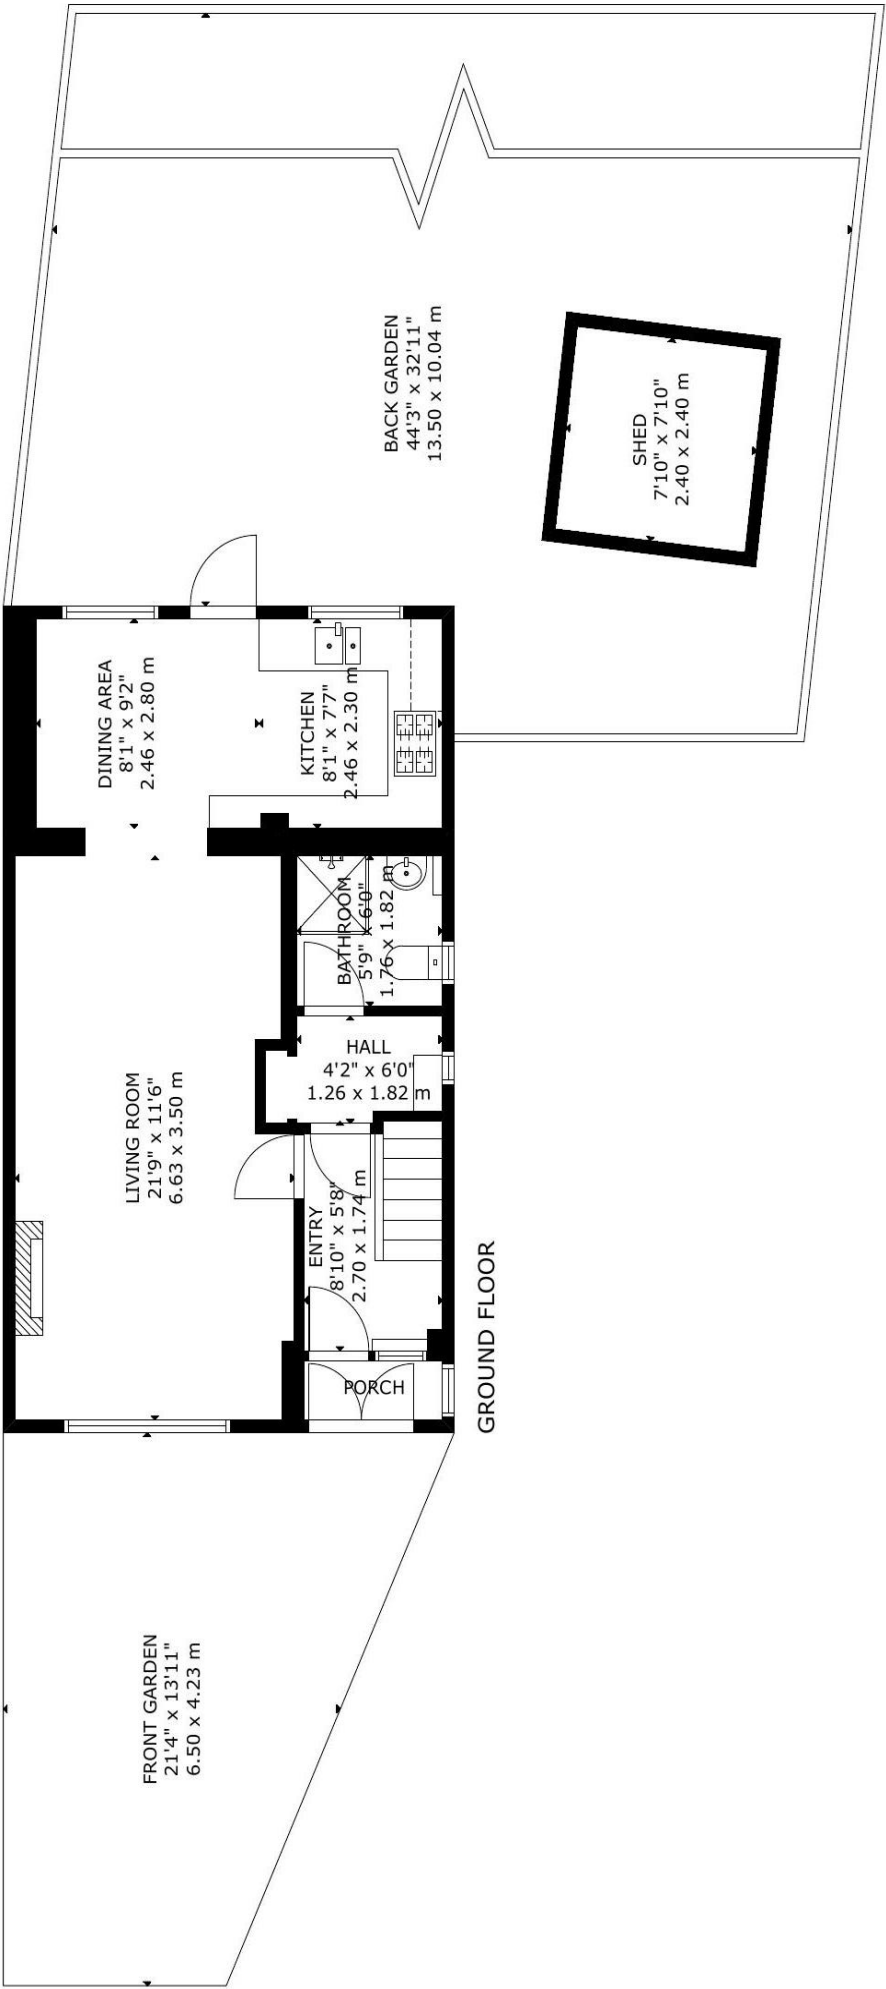 BACK GARDEN
44'3" x 32'11"
13.50 x 10.04 m
SHED
7'10" x 7'10"
2.40 x 2.40 m
DINING AREA
8'1" x 9'2"
2.46 x 2.80 m
KITCHEN
8'1" x 7'7"
2.46 x 2.30 m
BATHROOM
5'9" x 6'0"
1.76 x 1.82 m
HALL
4'2" x 6'0"
1.26 x 1.82 m
LIVING ROOM
21'9" x 11'6"
6.63 x 3.50 m
ENTRY
8'10" x 5'8"
2.70 x 1.74 m
PORCH
GROUND FLOOR
FRONT GARDEN
21'4" x 13'11"
6.50 x 4.23 m